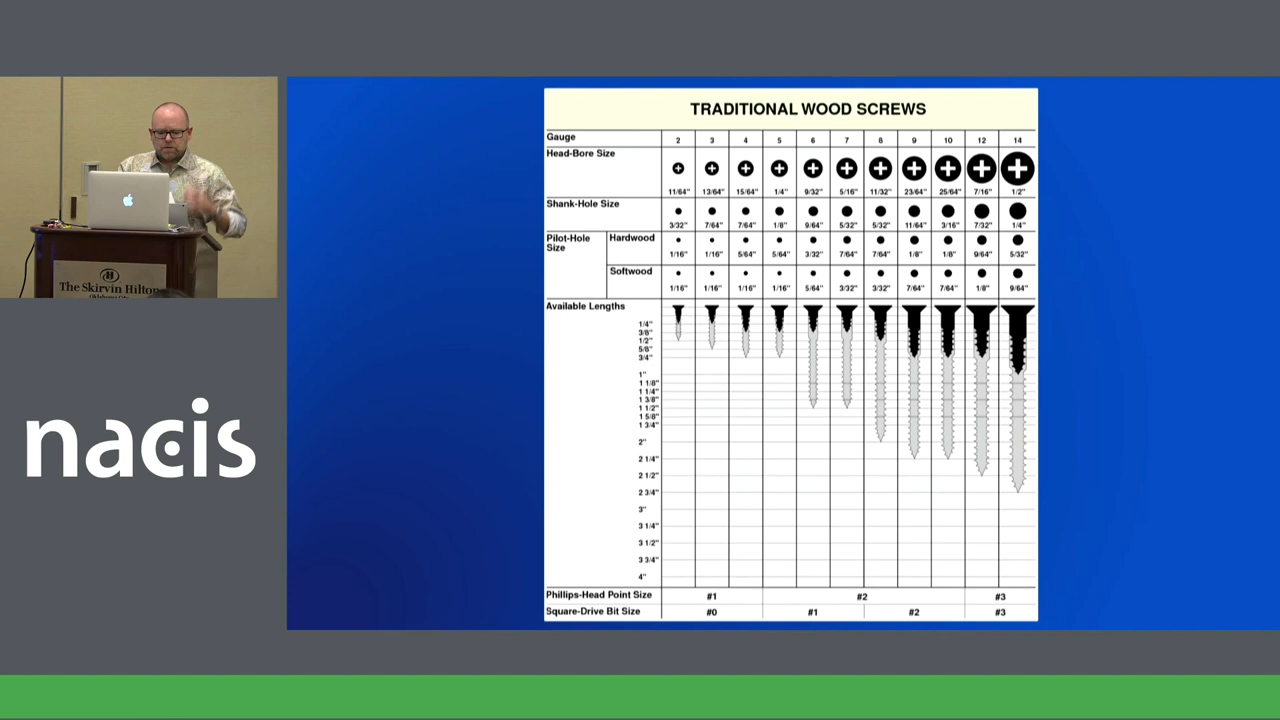 TRADITIONAL WOOD SCREWS
Gauge 2 3 4 5 6 7 8 9 10 12 14
Head-Bore Size
11/64" 13/64" 15/64" 1/4" 9/32" 5/16" 11/32" 23/64" 25/64" 7/16" 1/2"
Shank-Hole Size
3/32" 7/64" 7/64" 1/8" 9/64" 5/32" 5/32" 11/64" 3/16" 7/32" 1/4"
Pilot-Hole Size
Hardwood
1/16" 1/16" 5/64" 5/64" 3/32" 7/64" 7/64" 1/8" 1/8" 9/64" 5/32"
Softwood
1/16" 1/16" 1/16" 1/16" 5/64" 3/32" 3/32" 7/64" 7/64" 1/8" 9/64"
Available Lengths
1/4"
3/8"
1/2"
5/8"
3/4"
1"
1 1/8"
1 1/4"
1 3/8"
1 1/2"
1 5/8"
1 3/4"
2"
2 1/4"
2 1/2"
2 3/4"
3"
3 1/4"
3 1/2"
3 3/4"
4"
Phillips-Head Point Size #1 #2 #3
Square-Drive Bit Size #0 #1 #2 #3
The Skirvin Hilton
Oklahoma City
nacis